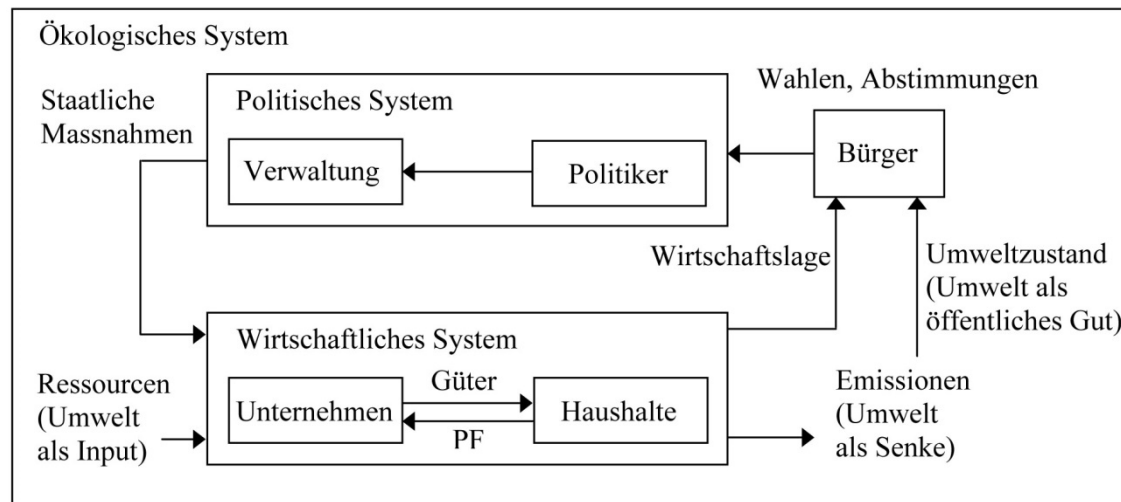 Ökologisches System
Staatliche
Massnahmen
Politisches System
Verwaltung
Politiker
Wahlen, Abstimmungen
Bürger
Wirtschaftslage
Umweltzustand
(Umwelt als
öffentliches Gut)
Wirtschaftliches System
Ressourcen
(Umwelt
als Input)
Unternehmen
Güter
PF
Haushalte
Emissionen
(Umwelt
als Senke)